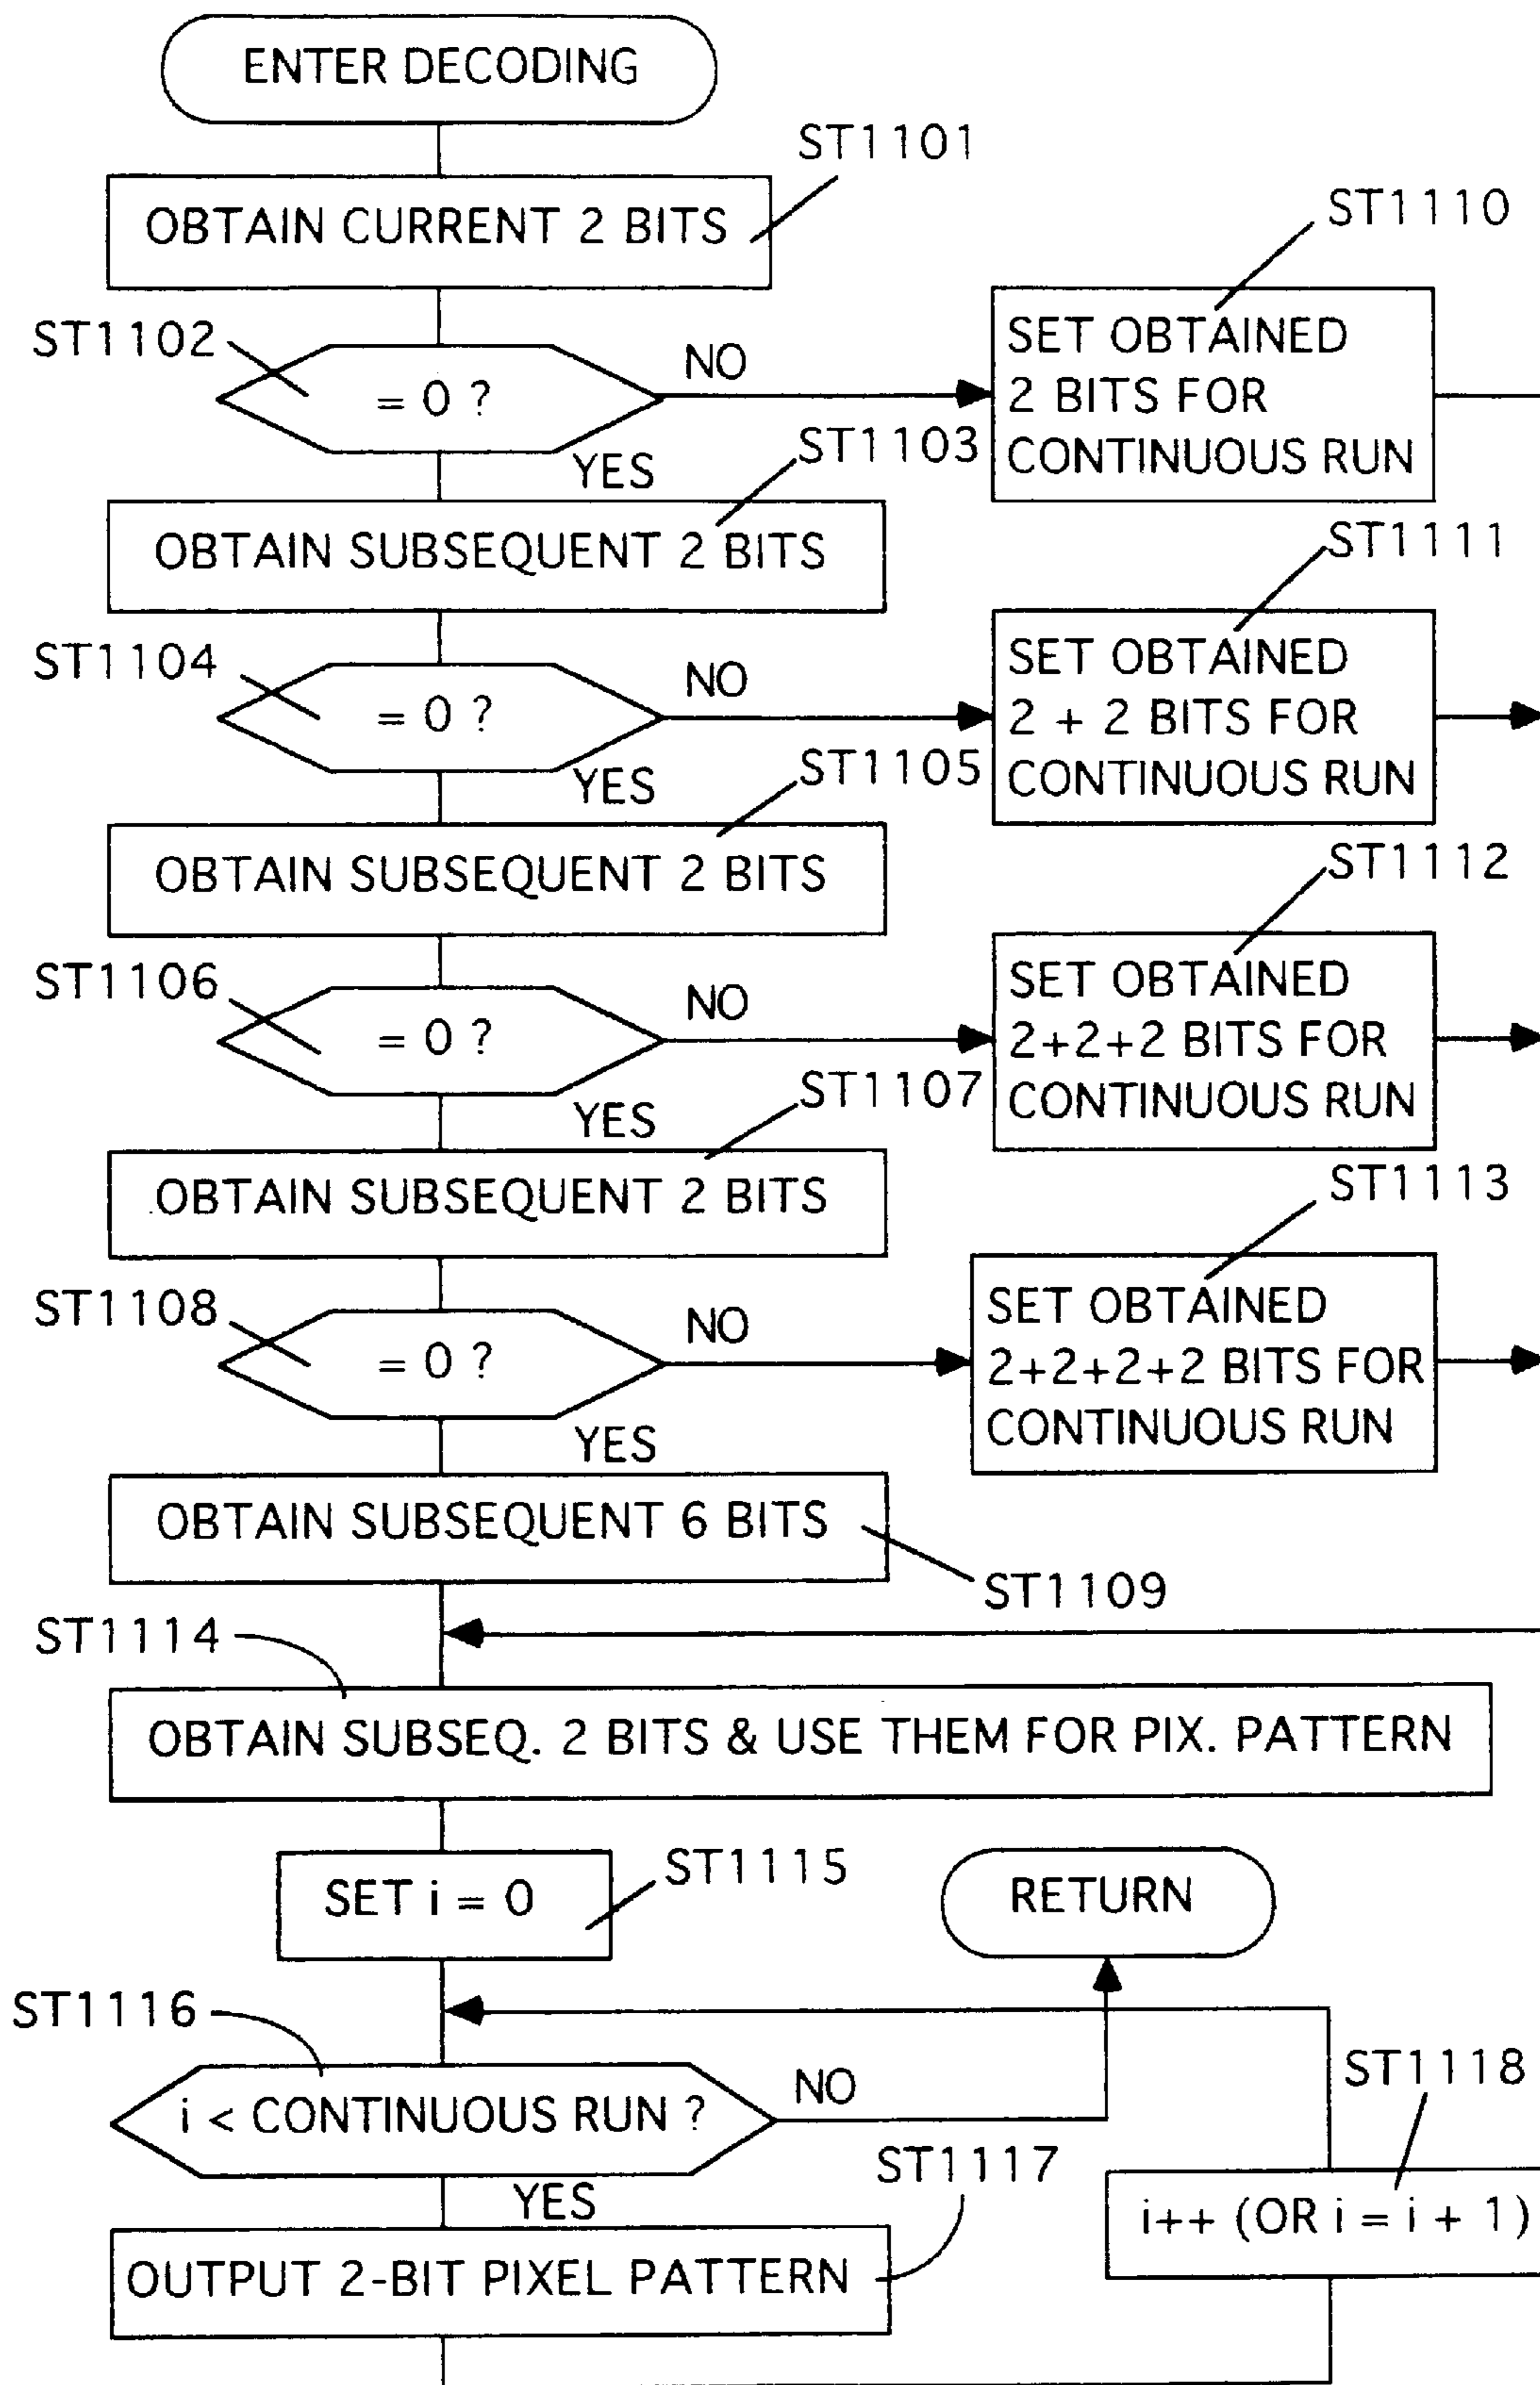 ENTER DECODING
ST1101
OBTAIN CURRENT 2 BITS
ST1110
ST1102
= 0 ?
NO
SET OBTAINED
2 BITS FOR
CONTINUOUS RUN
YES
ST1103
OBTAIN SUBSEQUENT 2 BITS
ST1111
ST1104
= 0 ?
NO
SET OBTAINED
2 + 2 BITS FOR
CONTINUOUS RUN
YES
ST1105
OBTAIN SUBSEQUENT 2 BITS
ST1112
ST1106
= 0 ?
NO
SET OBTAINED
2+2+2 BITS FOR
CONTINUOUS RUN
YES
ST1107
OBTAIN SUBSEQUENT 2 BITS
ST1113
ST1108
= 0 ?
NO
SET OBTAINED
2+2+2+2 BITS FOR
CONTINUOUS RUN
YES
OBTAIN SUBSEQUENT 6 BITS
ST1109
ST1114
OBTAIN SUBSEQ. 2 BITS & USE THEM FOR PIX. PATTERN
SET i = 0
ST1115
RETURN
ST1116
i < CONTINUOUS RUN ?
NO
ST1118
YES
ST1117
i++ (OR i = i + 1)
OUTPUT 2-BIT PIXEL PATTERN